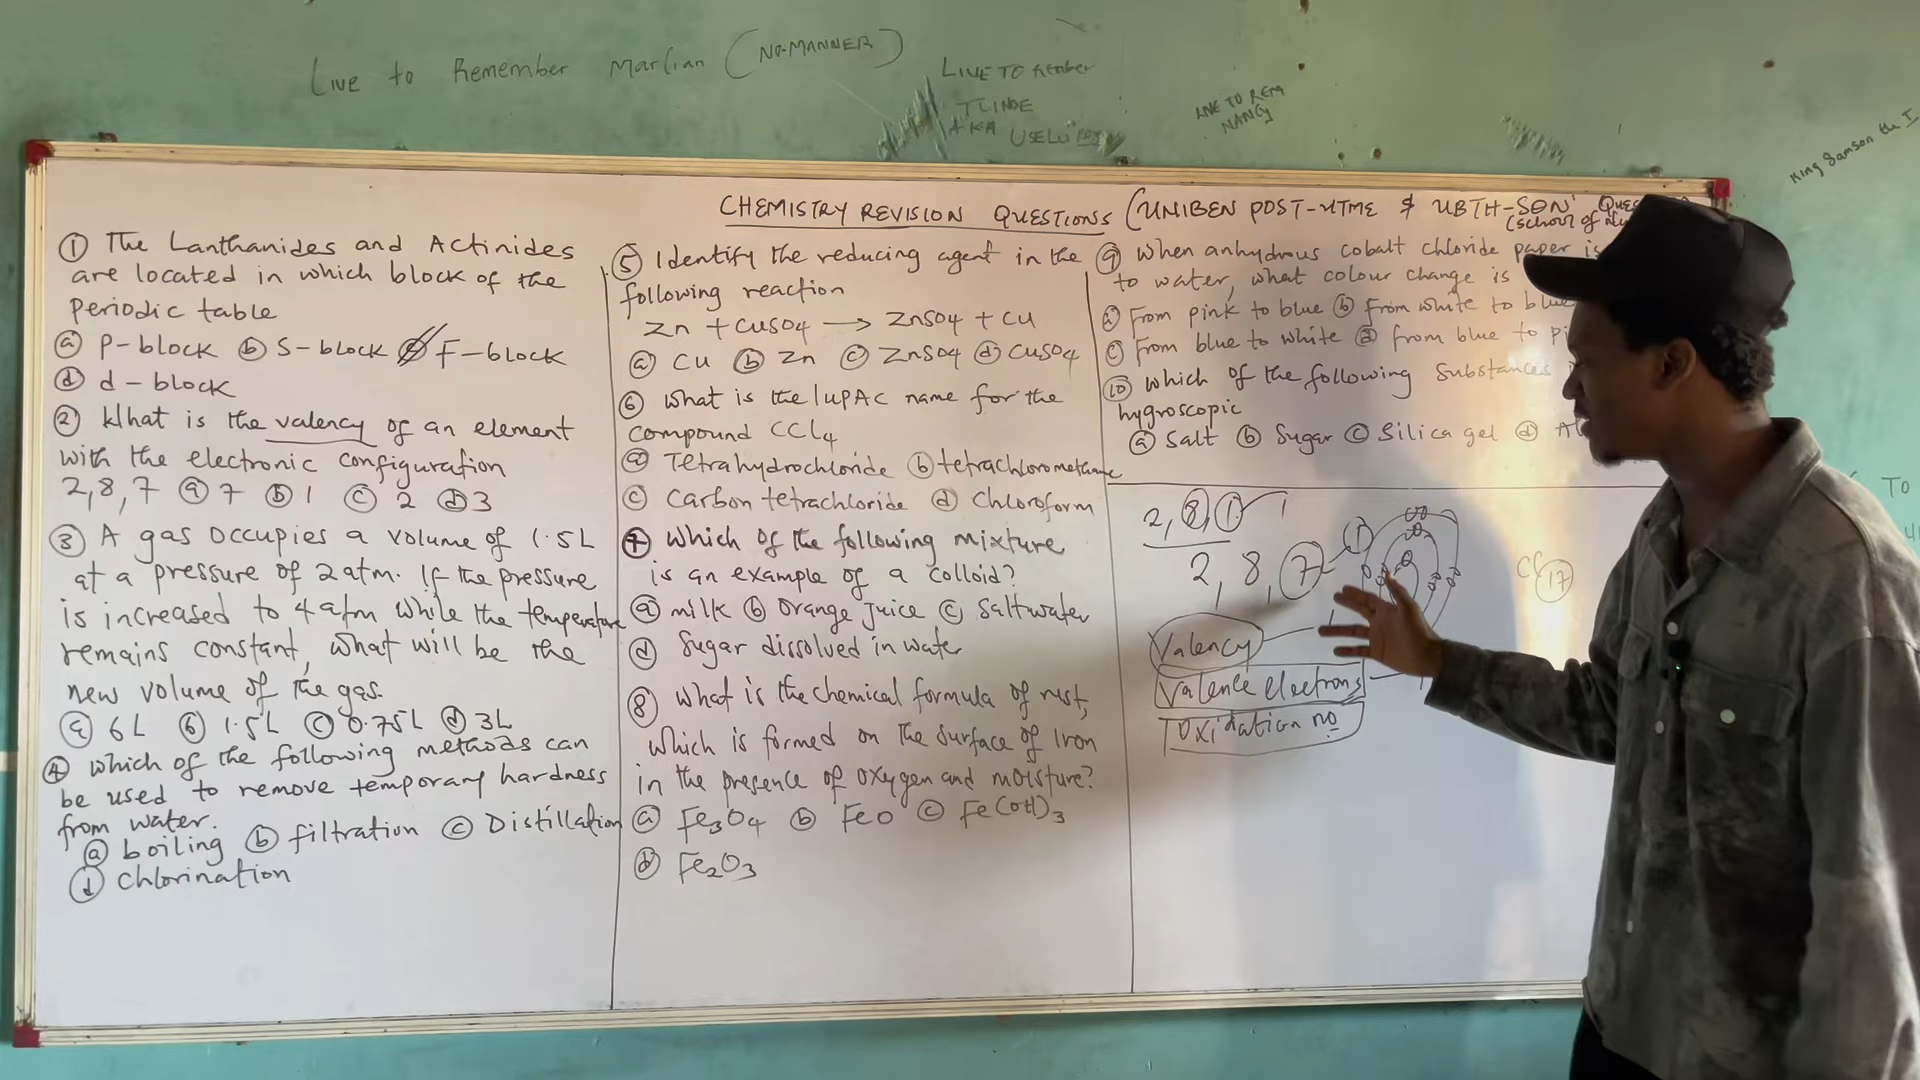 Live to Remember Marlian (NO-MANNER)
LIVE TO
TLINDE
AKA USELU
LIVE TO REM
NANCY
King Samson the I
TO
CHEMISTRY REVISION QUESTIONS (UNIBEN POST-UTME & UBTH-SON Ques
(school of
① The Lanthanides and Actinides
are located in which block of the
Periodic table
ⓐ P-block ⓑ S-block ⓒ F-block
ⓓ d-block
② What is the valency of an element
with the electronic configuration
2,8,7 ⓐ 7 ⓑ 1 ⓒ 2 ⓓ 3
③ A gas occupies a volume of 1.5L
at a pressure of 2 atm. If the pressure
is increased to 4 atm while the temperature
remains constant, what will be the
new volume of the gas.
ⓐ 6L ⓑ 1.5L ⓒ 0.75L ⓓ 3L
④ which of the following methods can
be used to remove temporary hardness
from water.
ⓐ boiling ⓑ filtration ⓒ Distillation
ⓓ Chlorination
⑤ Identify the reducing agent in the
following reaction
Zn + CuSO4 → ZnSO4 + Cu
ⓐ Cu ⓑ Zn ⓒ ZnSO4 ⓓ CuSO4
⑥ What is the IUPAC name for the
Compound CCl4
ⓐ Tetrahydrochloride ⓑ tetrachloromethane
ⓒ Carbon tetrachloride ⓓ Chloroform
⑦ Which of the following mixture
is an example of a colloid?
ⓐ milk ⓑ Orange juice ⓒ Saltwater
ⓓ Sugar dissolved in water
⑧ What is the chemical formula of rust,
which is formed on the surface of Iron
in the presence of oxygen and moisture?
ⓐ Fe3O4 ⓑ FeO ⓒ Fe(OH)3
ⓓ Fe2O3
⑨ When anhydrous cobalt chloride paper is
to water, what colour change is
ⓐ From pink to blue ⓑ From white to blue
ⓒ From blue to white ⓓ from blue to pi
⑩ which of the following Substances
hygroscopic
ⓐ Salt ⓑ Sugar ⓒ Silica gel ⓓ Al
2,8,1 1
2,8,7 1
Cl 17
Valency
Valence electrons
Oxidation no